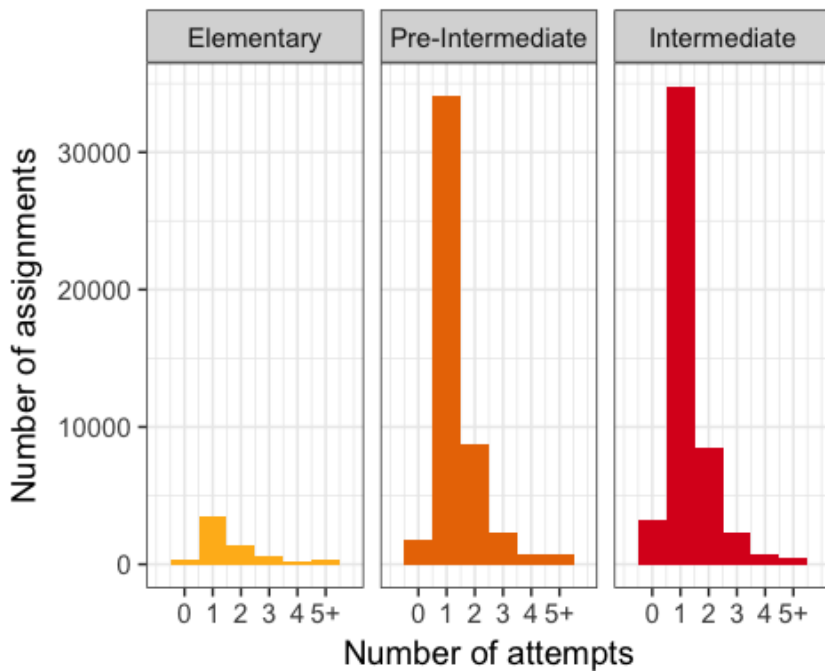 Elementary Pre-Intermediate Intermediate
Number of assignments
30000
20000
10000
0
0 1 2 3 4 5+ 0 1 2 3 4 5+ 0 1 2 3 4 5+
Number of attempts